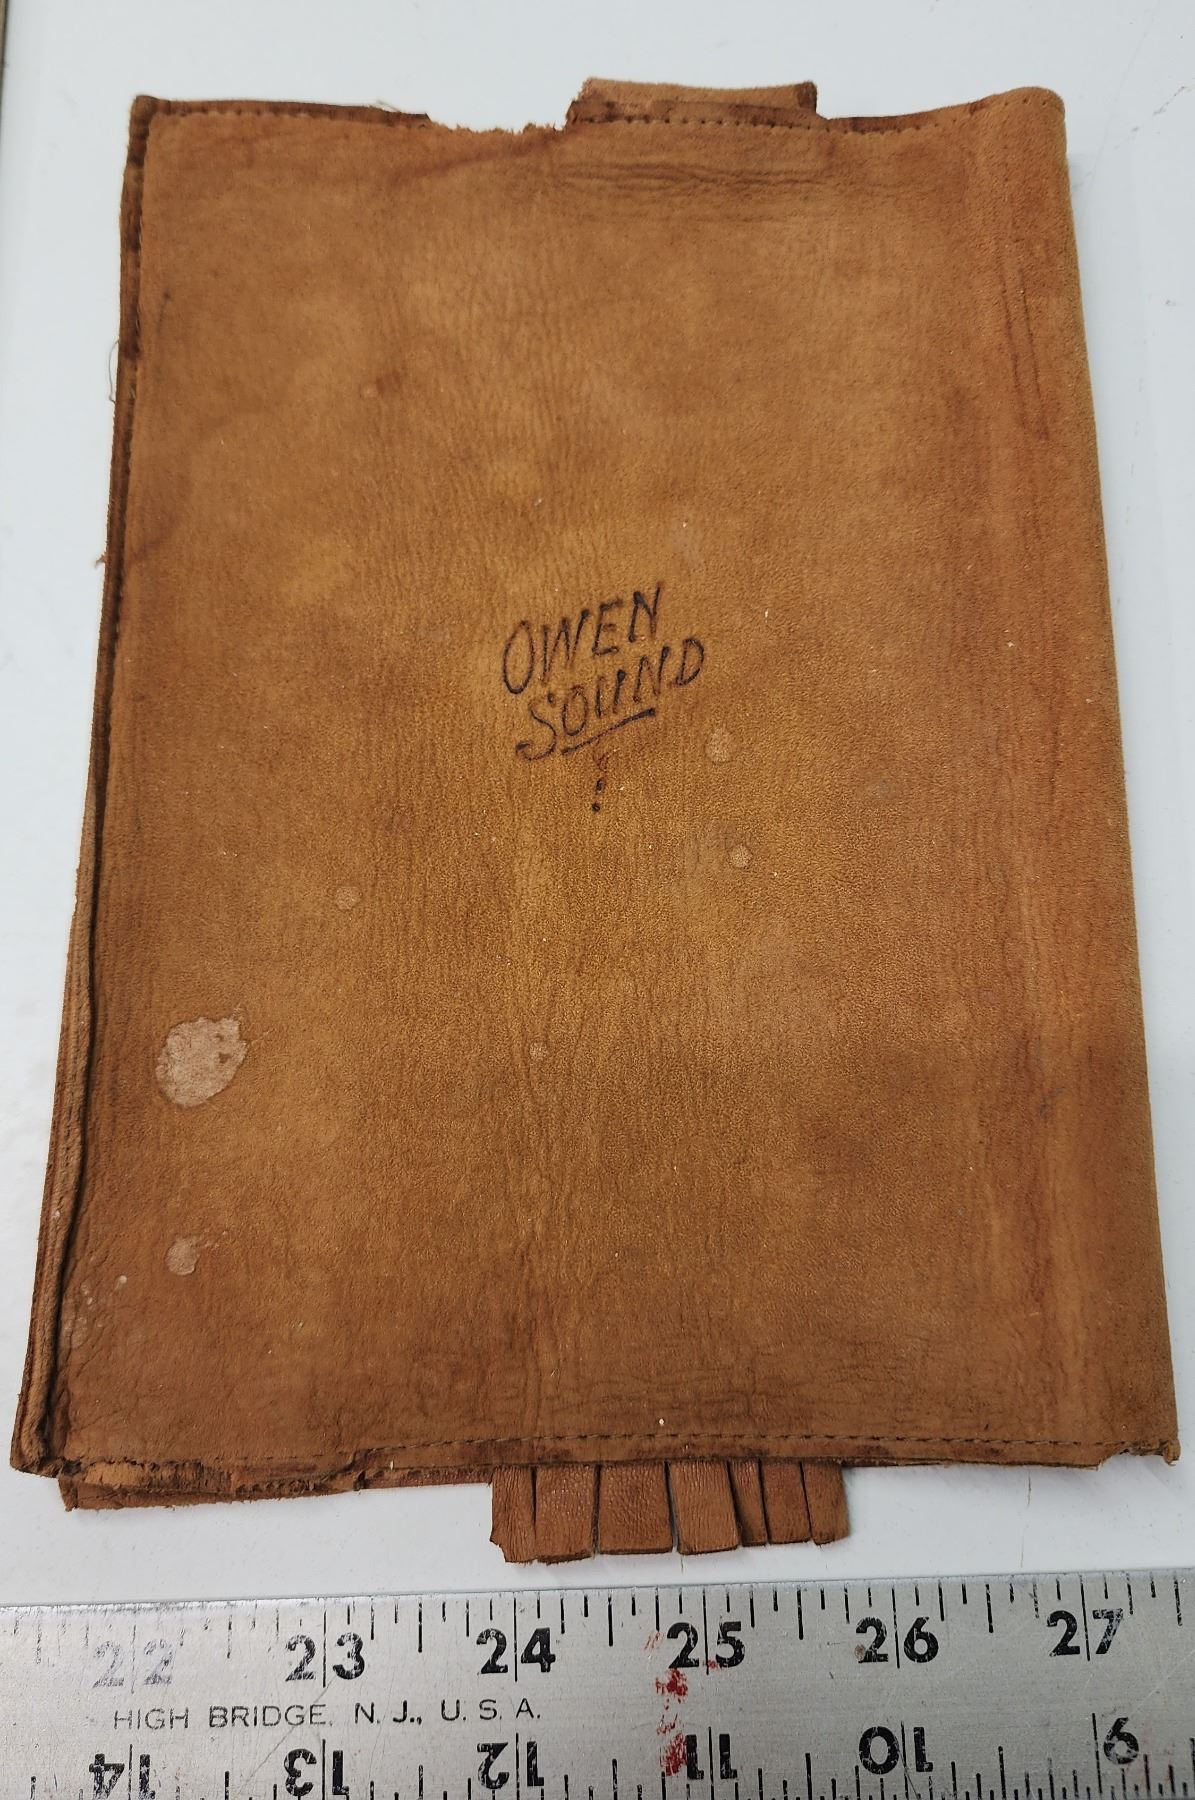 OWEN
SOUND
?
22 23 24 25 26 27
HIGH BRIDGE, N. J., U. S. A.
14 13 12 11 10 9